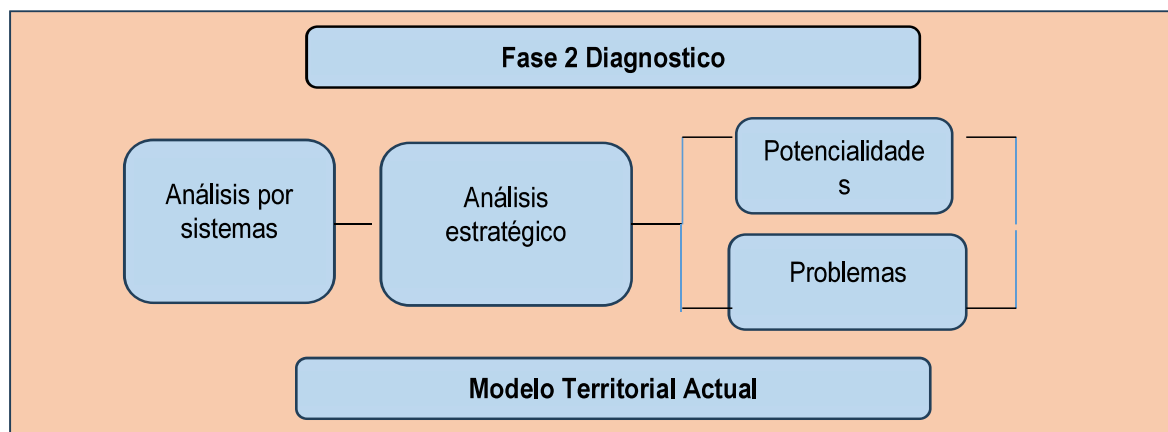 Fase 2 Diagnostico
Análisis por
sistemas
Análisis
estratégico
Potencialidade
s
Problemas
Modelo Territorial Actual